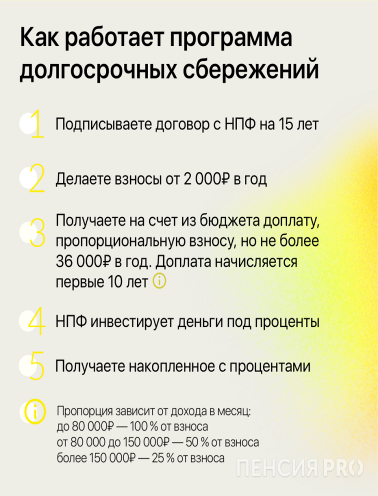 Как работает программа
долгосрочных сбережений
1 Подписываете договор с НПФ на 15 лет
2 Делаете взносы от 2 000₽ в год
3 Получаете на счет из бюджета доплату,
пропорциональную взносу, но не более
36 000₽ в год. Доплата начисляется
первые 10 лет ⓘ
4 НПФ инвестирует деньги под проценты
5 Получаете накопленное с процентами
ⓘ Пропорция зависит от дохода в месяц:
до 80 000₽ — 100 % от взноса
от 80 000 до 150 000₽ — 50 % от взноса
более 150 000₽ — 25 % от взноса
ПЕНСИЯ PRO